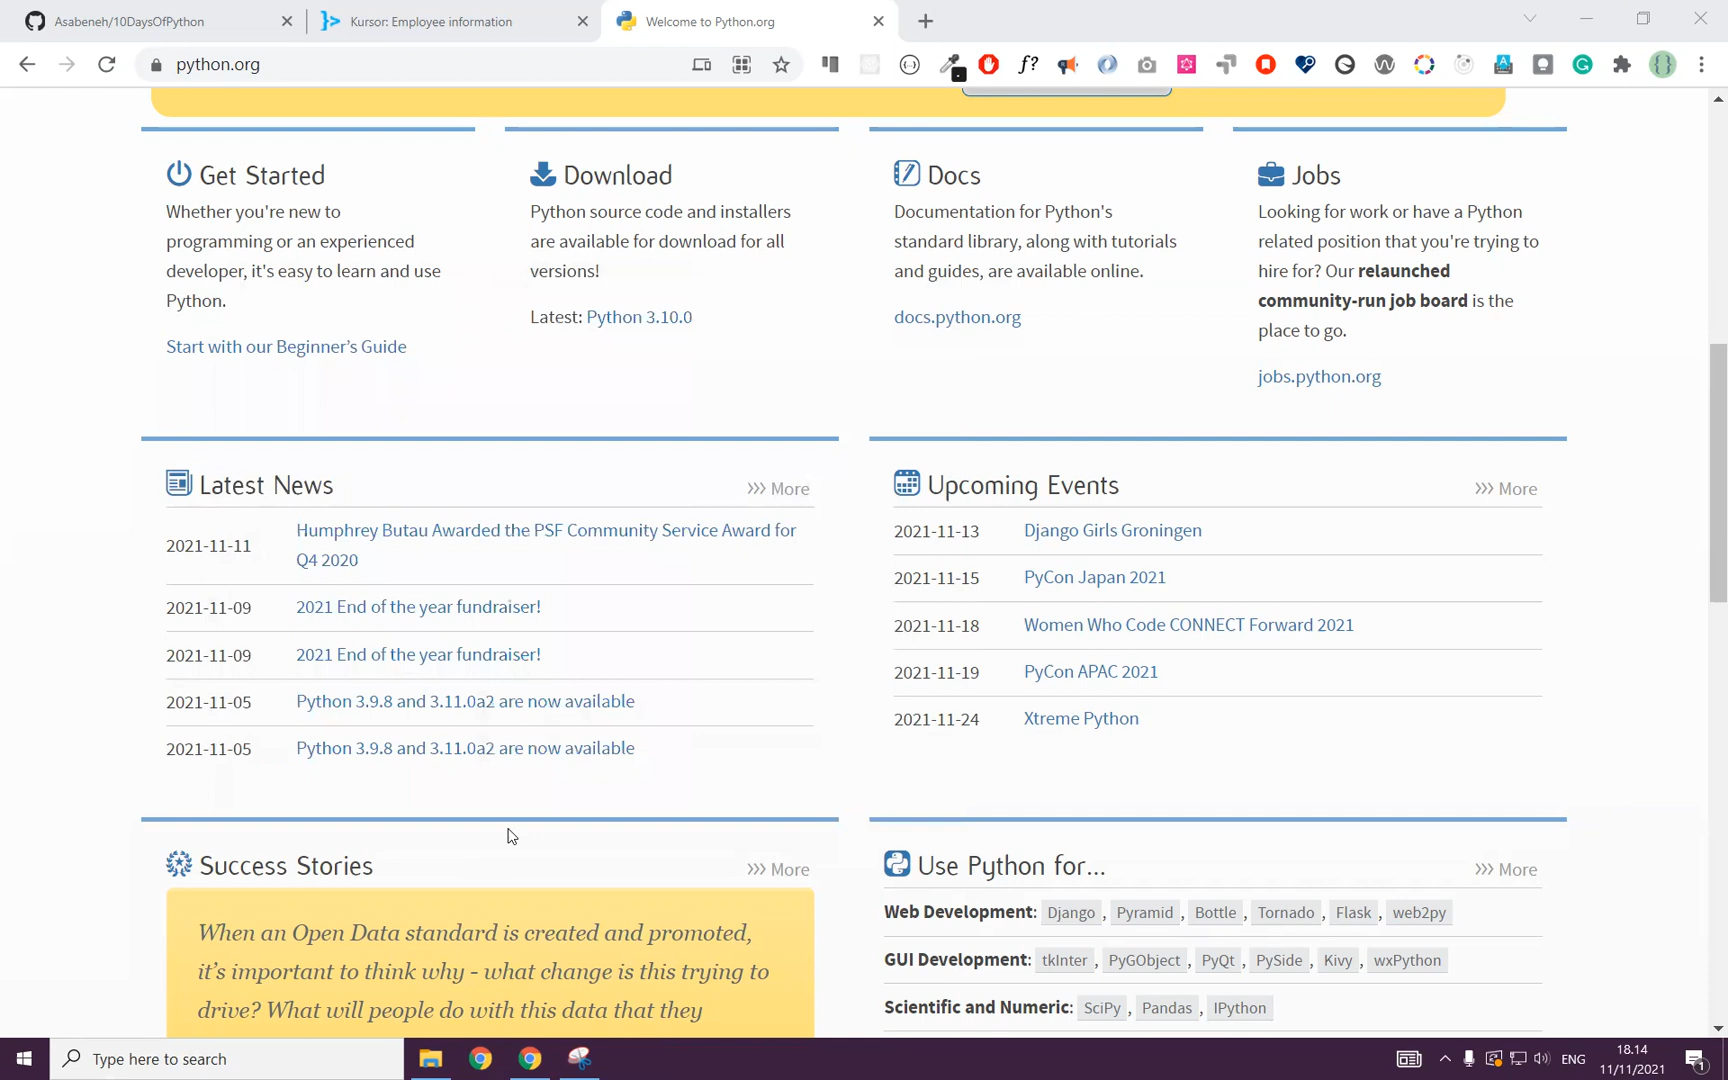 Asabeneh/10DaysOfPython
Kursor: Employee information
Welcome to Python.org
python.org
f?
Get Started
Whether you're new to
programming or an experienced
developer, it's easy to learn and use
Python.
Start with our Beginner's Guide
Download
Python source code and installers
are available for download for all
versions!
Latest: Python 3.10.0
Docs
Documentation for Python's
standard library, along with tutorials
and guides, are available online.
docs.python.org
Jobs
Looking for work or have a Python
related position that you're trying to
hire for? Our relaunched
community-run job board is the
place to go.
jobs.python.org
Latest News
>>> More
2021-11-11 Humphrey Butau Awarded the PSF Community Service Award for
Q4 2020
2021-11-09 2021 End of the year fundraiser!
2021-11-09 2021 End of the year fundraiser!
2021-11-05 Python 3.9.8 and 3.11.0a2 are now available
2021-11-05 Python 3.9.8 and 3.11.0a2 are now available
Upcoming Events
>>> More
2021-11-13 Django Girls Groningen
2021-11-15 PyCon Japan 2021
2021-11-18 Women Who Code CONNECT Forward 2021
2021-11-19 PyCon APAC 2021
2021-11-24 Xtreme Python
Success Stories
>>> More
When an Open Data standard is created and promoted,
it's important to think why - what change is this trying to
drive? What will people do with this data that they
Use Python for...
>>> More
Web Development: Django , Pyramid , Bottle , Tornado , Flask , web2py
GUI Development: tkInter , PyGObject , PyQt , PySide , Kivy , wxPython
Scientific and Numeric: SciPy , Pandas , IPython
Type here to search
ENG
18.14
11/11/2021
1